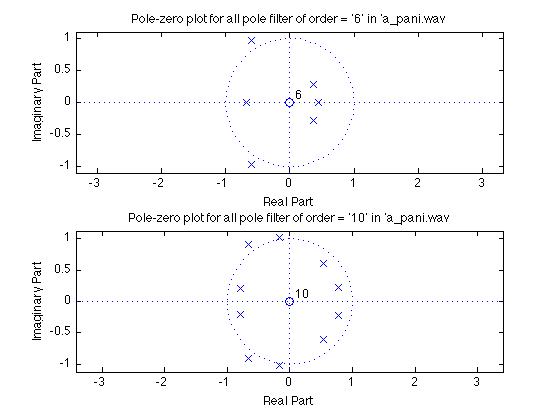 Pole-zero plot for all pole filter of order = '6' in 'a_pani.wav
1
0.5
0
-0.5
-1
Imaginary Part
6
-3 -2 -1 0 1 2 3
Real Part
Pole-zero plot for all pole filter of order = '10' in 'a_pani.wav
1
0.5
0
-0.5
-1
Imaginary Part
10
-3 -2 -1 0 1 2 3
Real Part